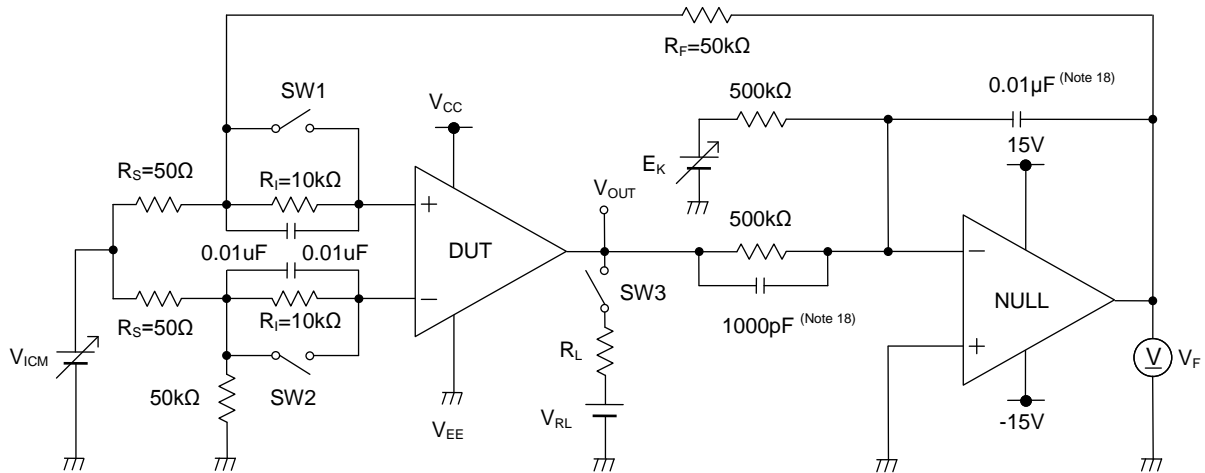 RF=50kΩ
SW1
VCC
500kΩ
0.01µF (Note 18)
15V
RS=50Ω
RI=10kΩ
EK
VOUT
+
0.01uF
0.01uF
DUT
500kΩ
−
SW3
NULL
RS=50Ω
RI=10kΩ
−
1000pF (Note 18)
+
VICM
SW2
RL
V
VF
50kΩ
VEE
VRL
-15V